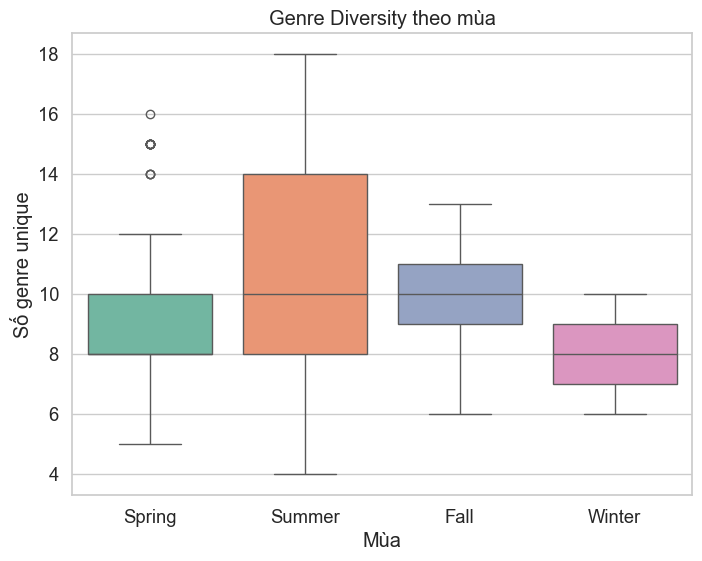 Genre Diversity theo mùa
18
16
14
12
10
8
6
4
Số genre unique
Spring
Summer
Fall
Winter
Mùa